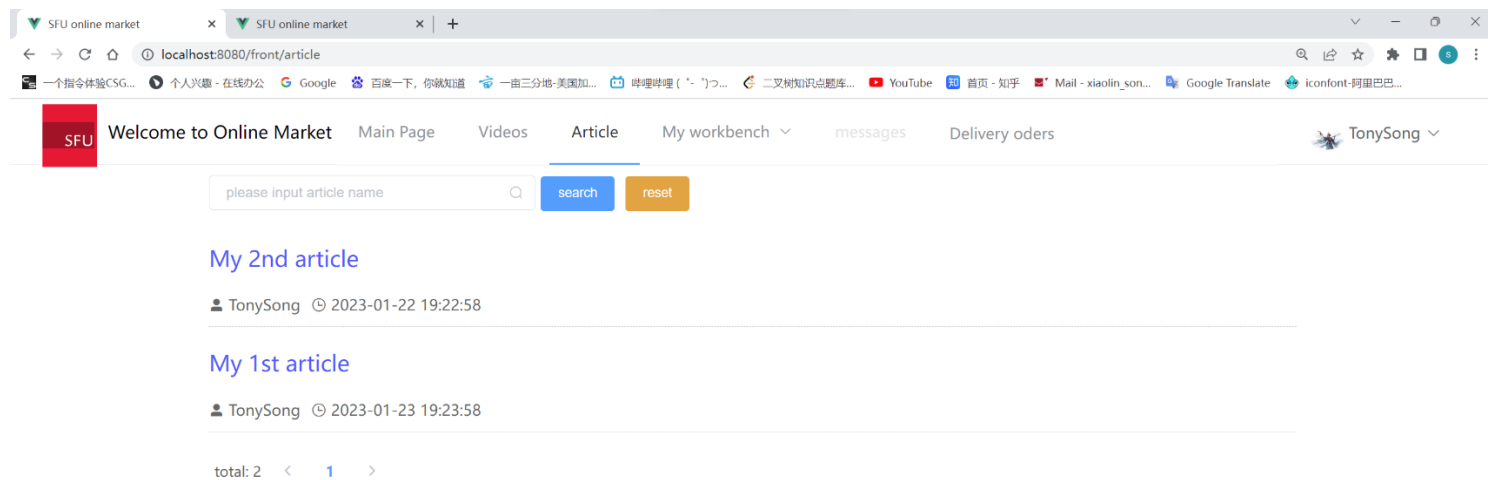 SFU online market SFU online market
localhost:8080/front/article
一个指令体验CSG... 个人兴趣 - 在线办公 Google 百度一下，你就知道 一亩三分地-美国加... 哔哩哔哩 ( ゜- ゜)つ... 二叉树知识点题库... YouTube 首页 - 知乎 Mail - xiaolin_son... Google Translate iconfont-阿里巴巴...
SFU Welcome to Online Market Main Page Videos Article My workbench messages Delivery oders TonySong
please input article name search reset
My 2nd article
TonySong 2023-01-22 19:22:58
My 1st article
TonySong 2023-01-23 19:23:58
total: 2 < 1 >